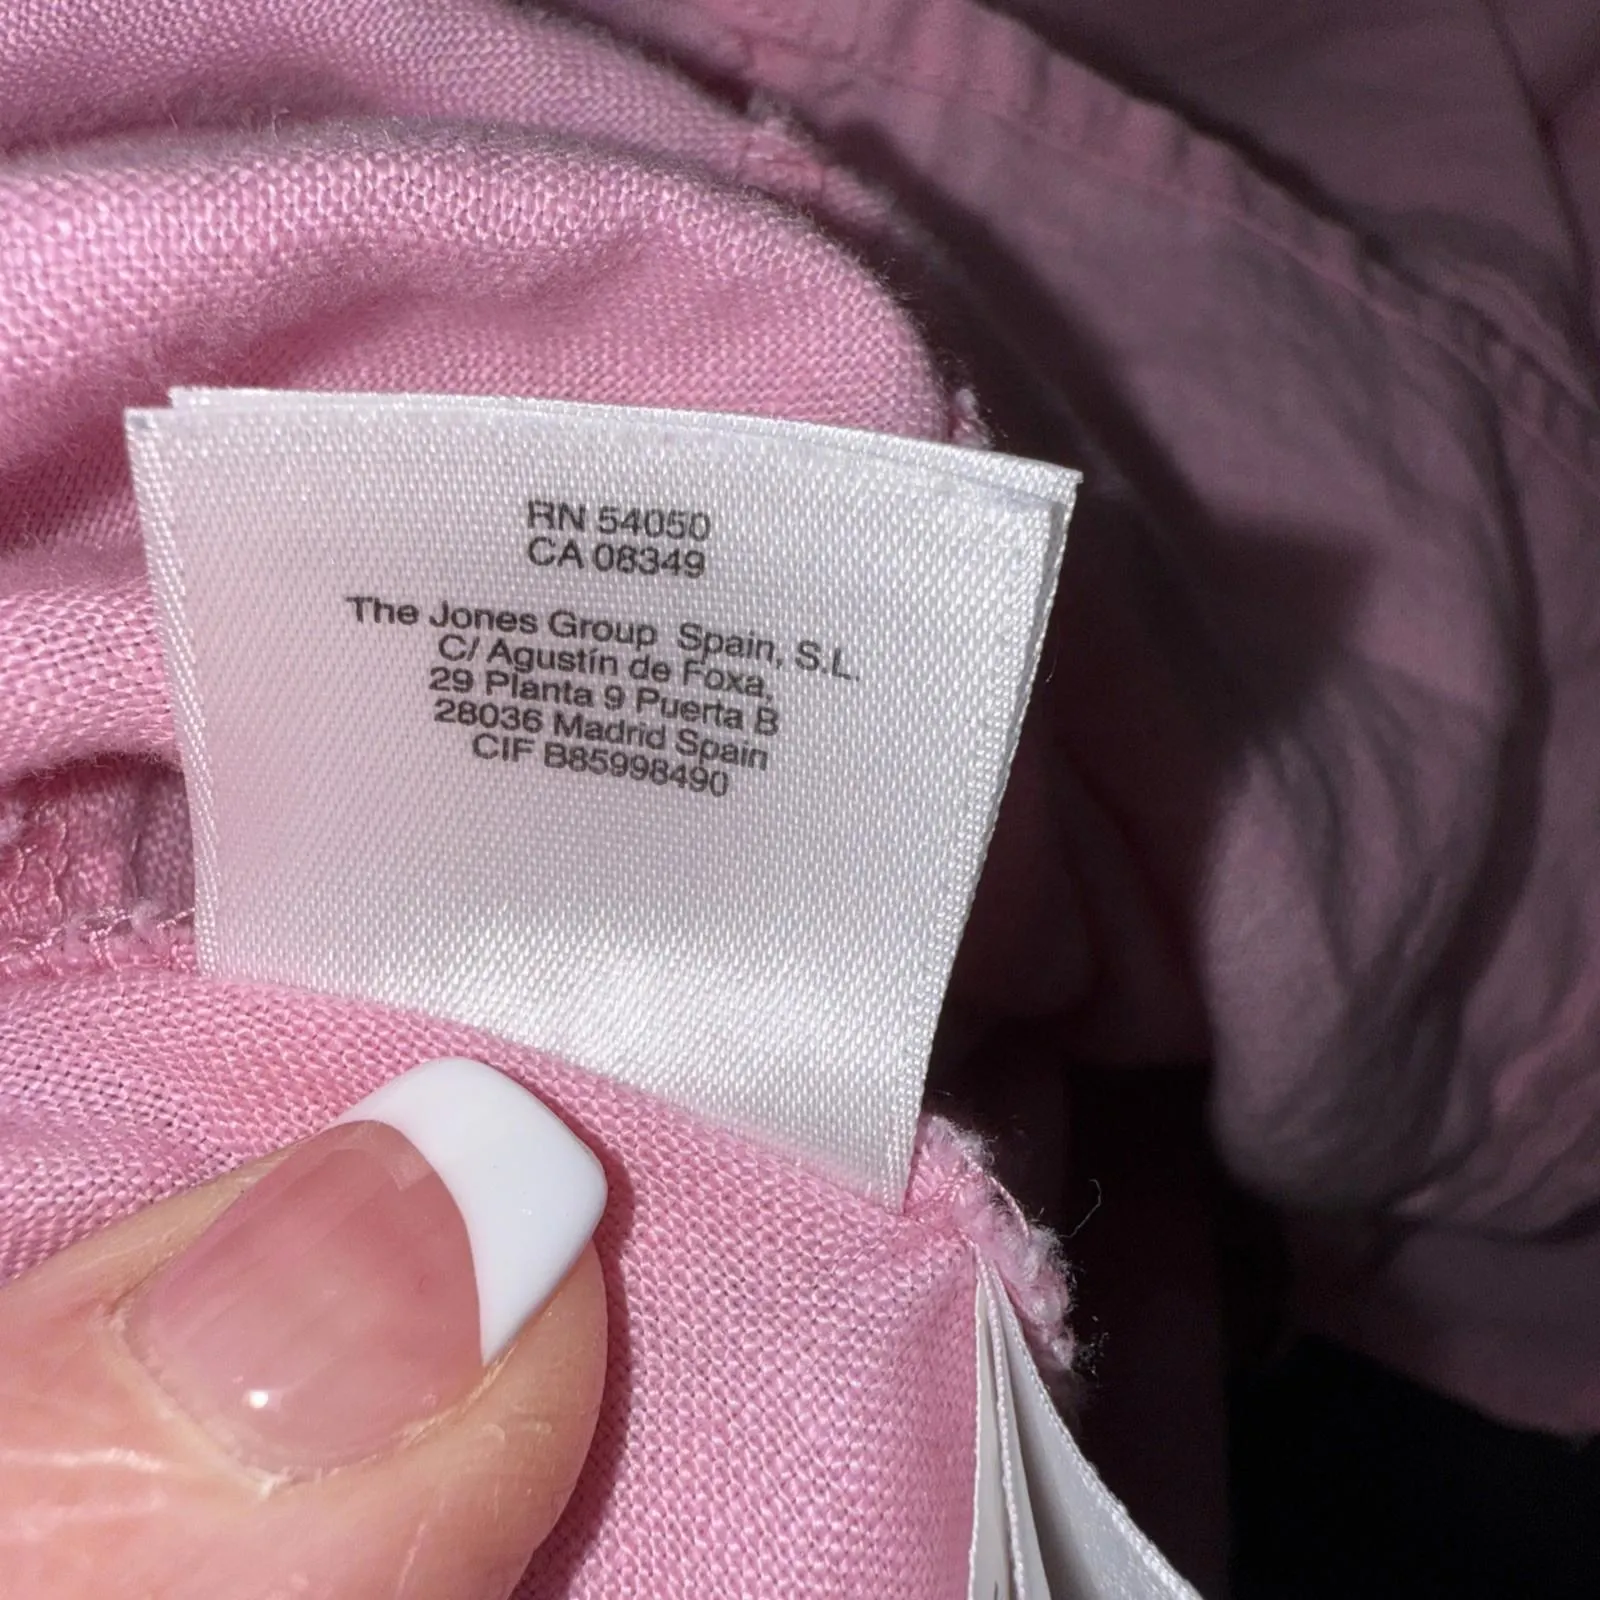 RN 54050
CA 08349
The Jones Group Spain, S.L.
C/ Agustín de Foxa,
29 Planta 9 Puerta B
28036 Madrid Spain
CIF B85998490